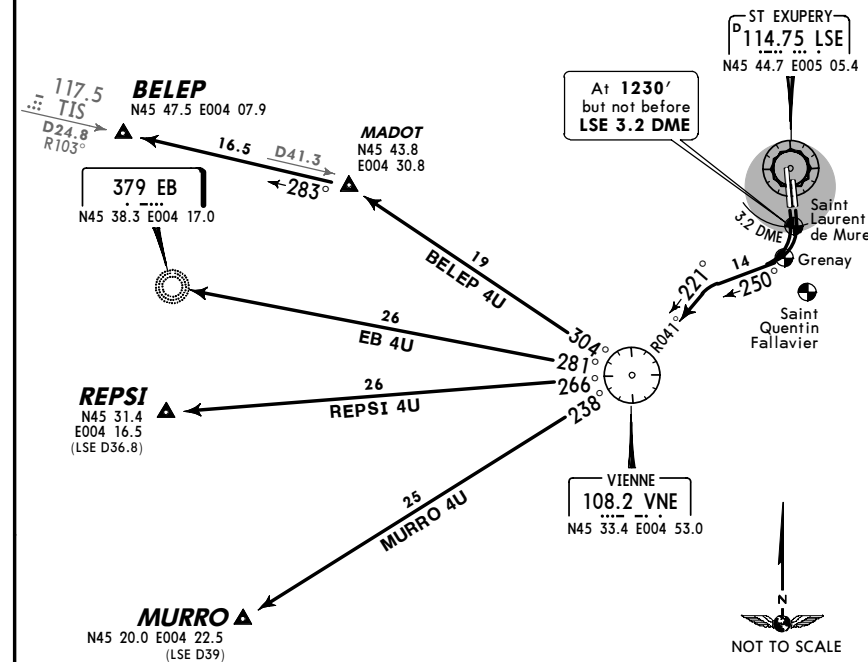 ST EXUPERY
D 114.75 LSE
N45 44.7 E005 05.4
117.5
TIS
D24.8
R103°
BELEP
N45 47.5 E004 07.9
16.5
D41.3
283°
MADOT
N45 43.8
E004 30.8
At 1230'
but not before
LSE 3.2 DME
379 EB
N45 38.3 E004 17.0
3.2 DME
Saint
Laurent
de Mure
Grenay
Saint
Quentin
Fallavier
14
250°
221°
R041°
19
BELEP 4U
304°
26
EB 4U
281°
26
REPSI 4U
266°
238°
REPSI
N45 31.4
E004 16.5
(LSE D36.8)
25
MURRO 4U
VIENNE
108.2 VNE
N45 33.4 E004 53.0
MURRO
N45 20.0 E004 22.5
(LSE D39)
N
NOT TO SCALE